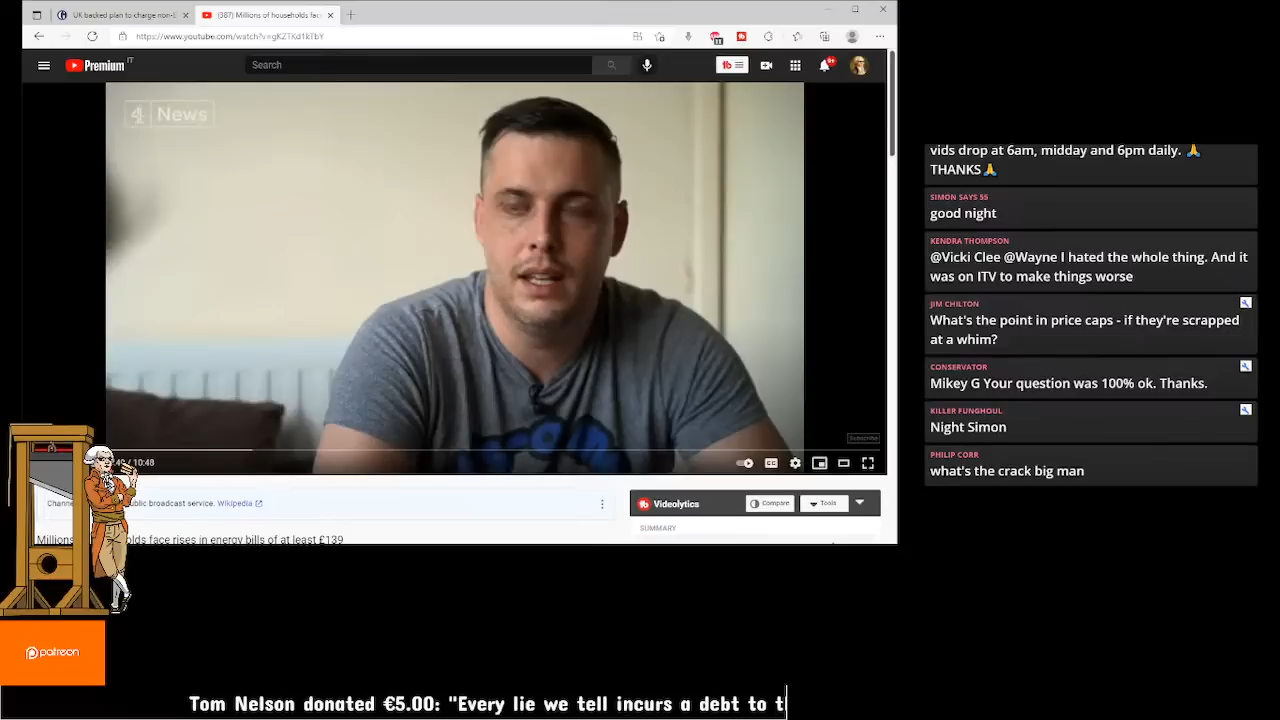 UK backed plan to charge non-
(387) Millions of households fac
https://www.youtube.com/watch?v=gKZTKd1kTbY
Premium IT
Search
9+
11
4 News
Subscribe
/ 10:48
CC
Chann
ublic broadcast service. Wikipedia
Videolytics
Compare
Tools
SUMMARY
Millions
olds face rises in energy bills of at least £139
vids drop at 6am, midday and 6pm daily. 🙏
THANKS🙏
SIMON SAYS 55
good night
KENDRA THOMPSON
@Vicki Clee @Wayne I hated the whole thing. And it
was on ITV to make things worse
JIM CHILTON
What's the point in price caps - if they're scrapped
at a whim?
CONSERVATOR
Mikey G Your question was 100% ok. Thanks.
KILLER FUNGHOUL
Night Simon
PHILIP CORR
what's the crack big man
patreon
Tom Nelson donated €5.00: "Every lie we tell incurs a debt to t